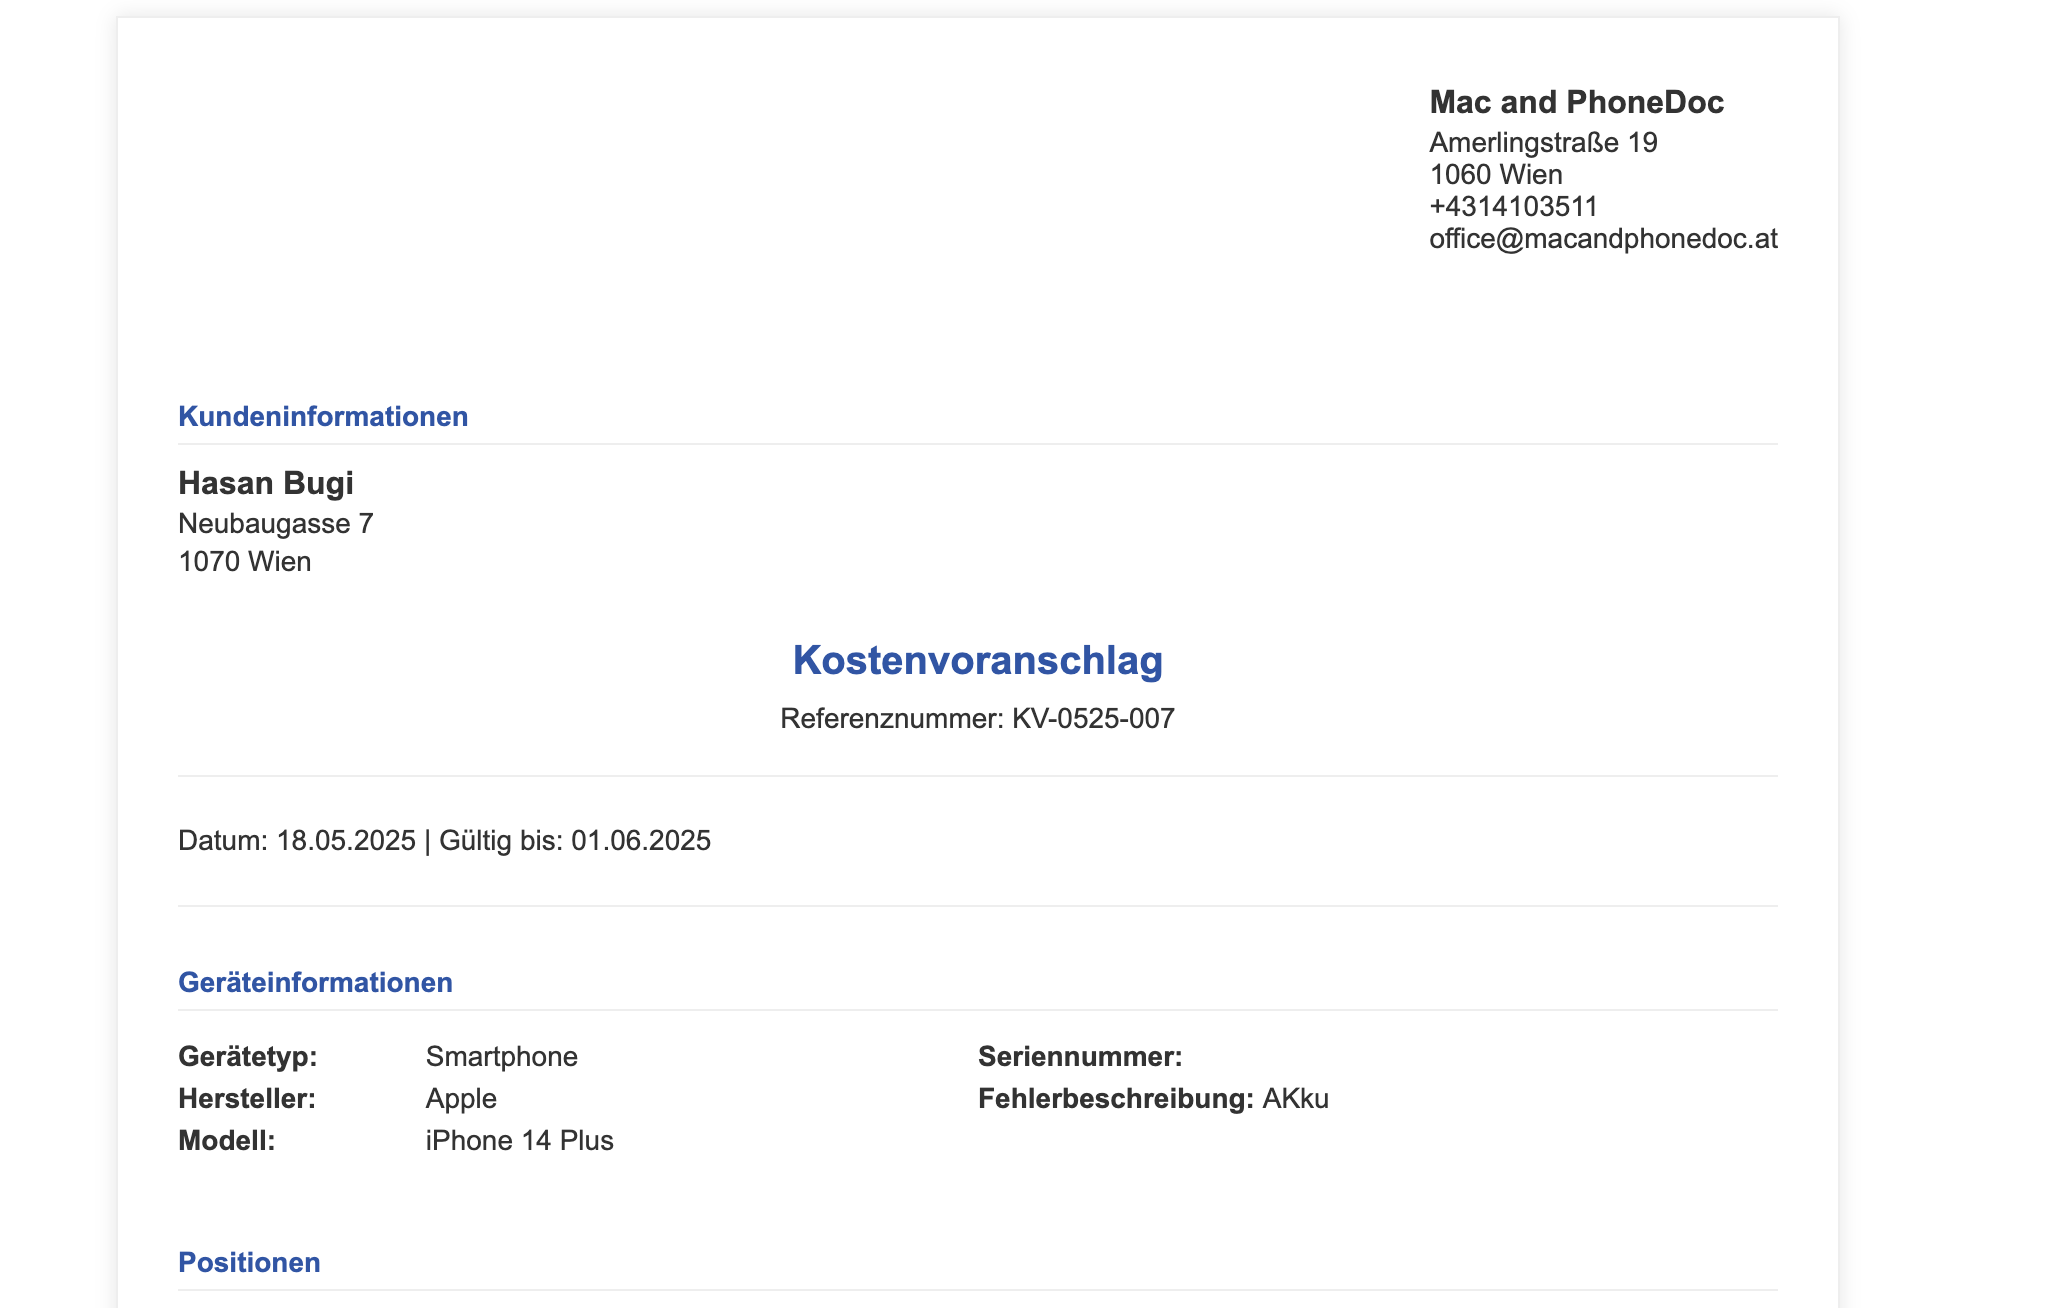 Mac and PhoneDoc
Amerlingstraße 19
1060 Wien
+4314103511
office@macandphonedoc.at
Kundeninformationen
Hasan Bugi
Neubaugasse 7
1070 Wien
Kostenvoranschlag
Referenznummer: KV-0525-007
Datum: 18.05.2025 | Gültig bis: 01.06.2025
Geräteinformationen
Gerätetyp: Smartphone Seriennummer:
Hersteller: Apple Fehlerbeschreibung: AKku
Modell: iPhone 14 Plus
Positionen